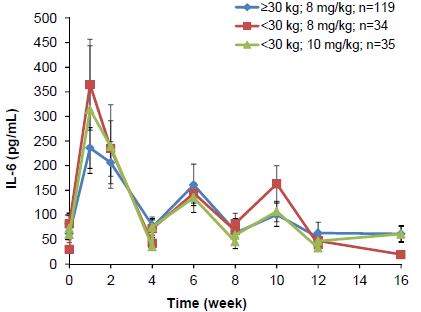 ≥30 kg; 8 mg/kg; n=119
<30 kg; 8 mg/kg; n=34
<30 kg; 10 mg/kg; n=35
IL-6 (pg/mL)
500
450
400
350
300
250
200
150
100
50
0
0 2 4 6 8 10 12 14 16
Time (week)